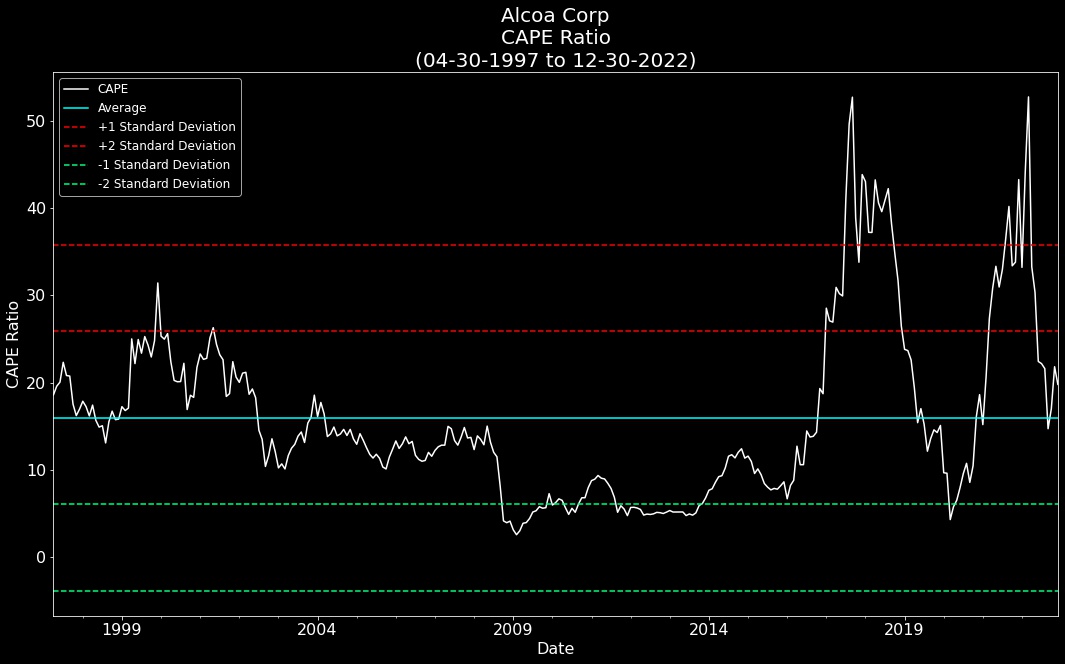 Alcoa Corp
CAPE Ratio
(04-30-1997 to 12-30-2022)
CAPE
Average
+1 Standard Deviation
+2 Standard Deviation
-1 Standard Deviation
-2 Standard Deviation
CAPE Ratio
50
40
30
20
10
0
1999
2004
2009
2014
2019
Date